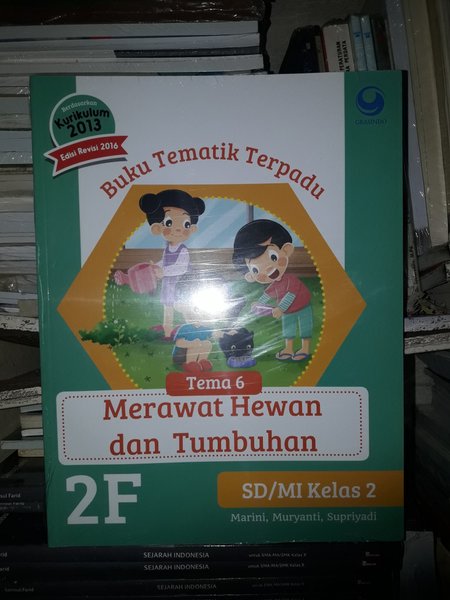 Berdasarkan
Kurikulum
2013
Edisi Revisi 2016
GRASINDO
Buku Tematik Terpadu
Tema 6
Merawat Hewan
dan Tumbuhan
2F
SD/MI Kelas 2
Marini, Muryanti, Supriyadi
SEJARAH INDONESIA
SEJARAH INDONESIA
SEJARAH INDONESIA